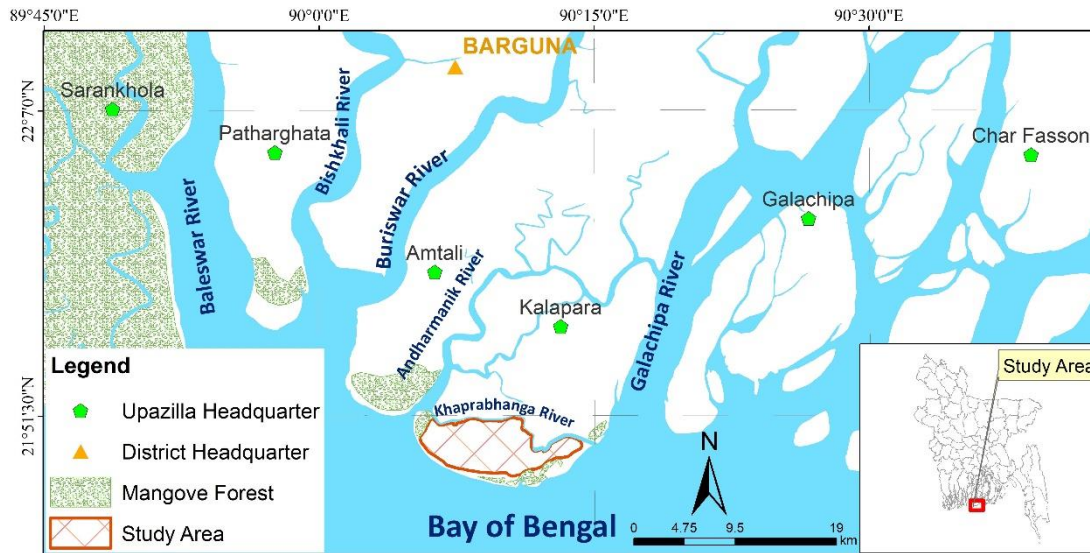 89°45'0"E
90°0'0"E
90°15'0"E
90°30'0"E
22°7'0"N
21°51'30"N
BARGUNA
Sarankhola
Patharghata
Bishkhali River
Buriswar River
Char Fasson
Galachipa
Baleswar River
Amtali
Andharmanik River
Kalapara
Galachipa River
Khaprabhanga River
Bay of Bengal
Legend
Upazilla Headquarter
District Headquarter
Mangove Forest
Study Area
N
0 4.75 9.5 19
km
Study Area